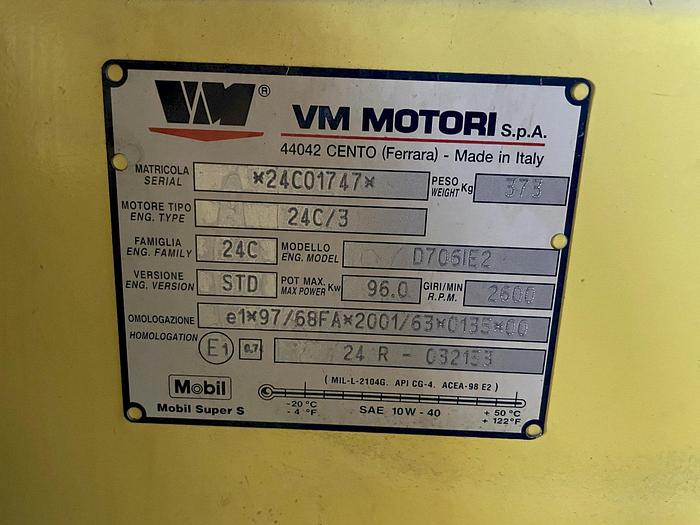 VM ®
VM MOTORI S.p.A.
44042 CENTO (Ferrara) - Made in Italy
MATRICOLA SERIAL *24C01747* PESO WEIGHT Kg 373
MOTORE TIPO ENG. TYPE 24C/3
FAMIGLIA ENG. FAMILY 24C MODELLO ENG. MODEL D706IE2
VERSIONE ENG. VERSION STD POT MAX. MAX POWER Kw 96.0 GIRI/MIN R.P.M. 2600
OMOLOGAZIONE HOMOLOGATION e1*97/68FA*2001/63*0135*00
E1 0.74 24 R - 032133
Mobil (MIL-L-2104G. API CG-4. ACEA-98 E2)
Mobil Super S -20°C -4°F SAE 10W-40 +50°C +122°F